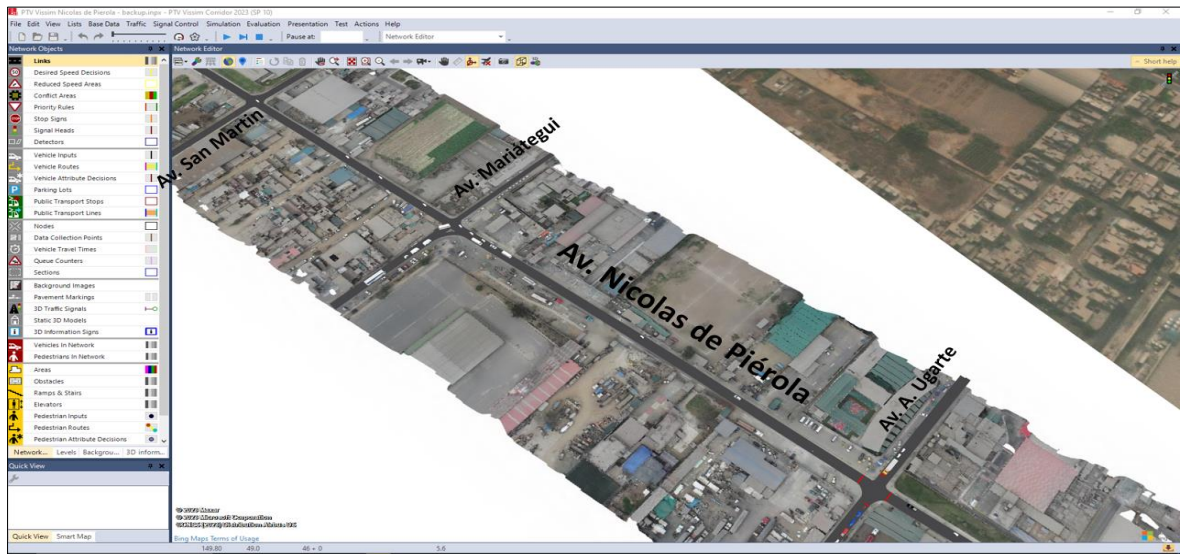 PTV Vissim Nicolas de Pierola - backup.inpx - PTV Vissim Corridor 2023 (SP 10)
File Edit View Lists Base Data Traffic Signal Control Simulation Evaluation Presentation Test Actions Help
Pause at: Network Editor
Network Objects
Network Editor
Short help
Links
Desired Speed Decisions
Reduced Speed Areas
Conflict Areas
Priority Rules
Stop Signs
Signal Heads
Detectors
Vehicle Inputs
Vehicle Routes
Vehicle Attribute Decisions
Parking Lots
Public Transport Stops
Public Transport Lines
Nodes
Data Collection Points
Vehicle Travel Times
Queue Counters
Sections
Background Images
Pavement Markings
3D Traffic Signals
Static 3D Models
3D Information Signs
Vehicles In Network
Pedestrians In Network
Areas
Obstacles
Ramps & Stairs
Elevators
Pedestrian Inputs
Pedestrian Routes
Pedestrian Attribute Decisions
Network... Levels Backgrou... 3D inform...
Quick View
Quick View Smart Map
Av. San Martin
Av. Mariátegui
Av. Nicolas de Piérola
Av. A. Ugarte
© 2023 Microsoft Corporation
Bing Maps Terms of Usage
149.80 49.0 46 + 0 5.6